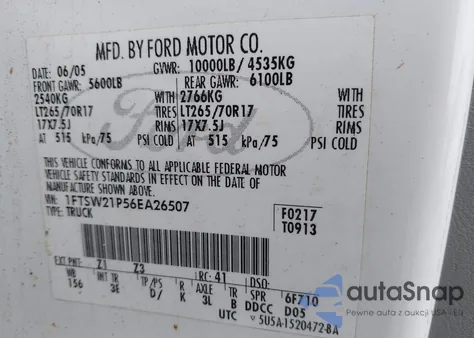 MFD. BY FORD MOTOR CO.
DATE 06/05 GVWR: 10000LB/ 4535KG
FRONT GAWR: 5600LB REAR GAWR: 6100LB
2540KG WITH 2766KG WITH
LT265/70R17 TIRES LT265/70R17 TIRES
17X7.5J RIMS 17X7.5J RIMS
AT 515 kPa/75 PSI COLD AT 515 kPa/75 PSI COLD
Ford
THIS VEHICLE CONFORMS TO ALL APPLICABLE FEDERAL MOTOR
VEHICLE SAFETY STANDARDS IN EFFECT ON THE DATE OF
MANUFACTURE SHOWN ABOVE.
VIN: 1FTSW21P56EA26507 F0217
TYPE: TRUCK T0913
EXT PNT: Z1 Z3 RC: 41 DSO:
WB INT TR TP/PS R AXLE TR SPR 6F710
156 3E D/ K 3L B DDCC D05
UTC 5U5A-1520472-BA
autoSnap
Pewne auta z aukcji USA i EU